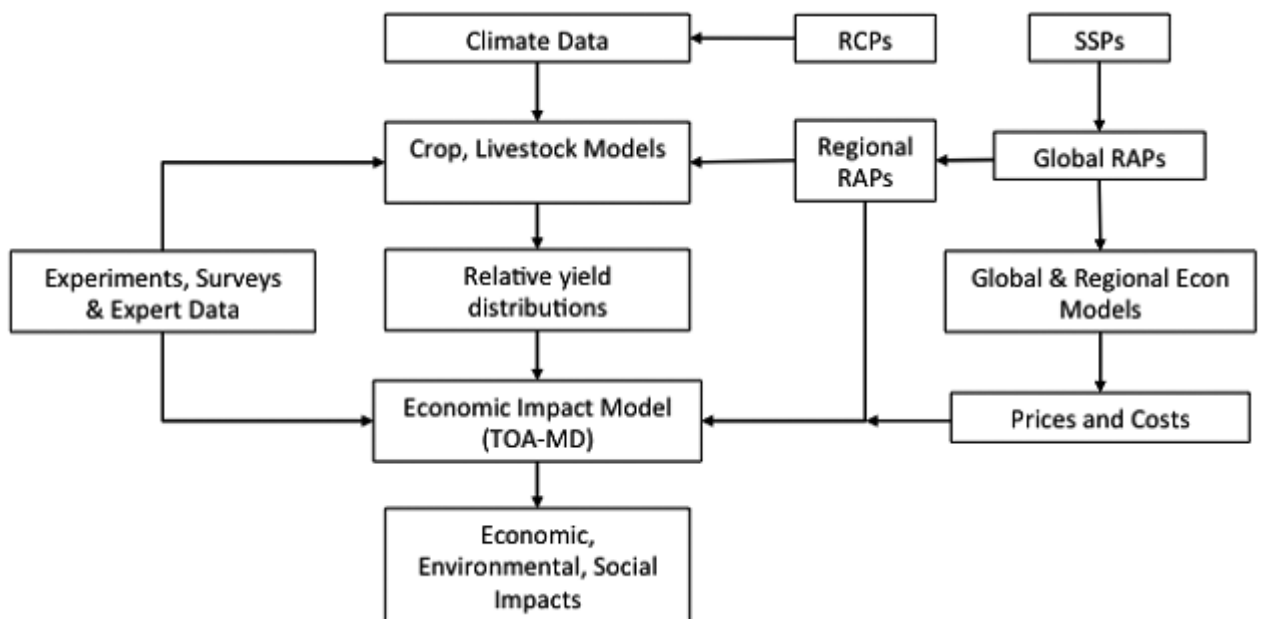 Climate Data
RCPs
SSPs
Crop, Livestock Models
Regional
RAPs
Global RAPs
Experiments, Surveys
& Expert Data
Relative yield
distributions
Global & Regional Econ
Models
Economic Impact Model
(TOA-MD)
Prices and Costs
Economic,
Environmental, Social
Impacts